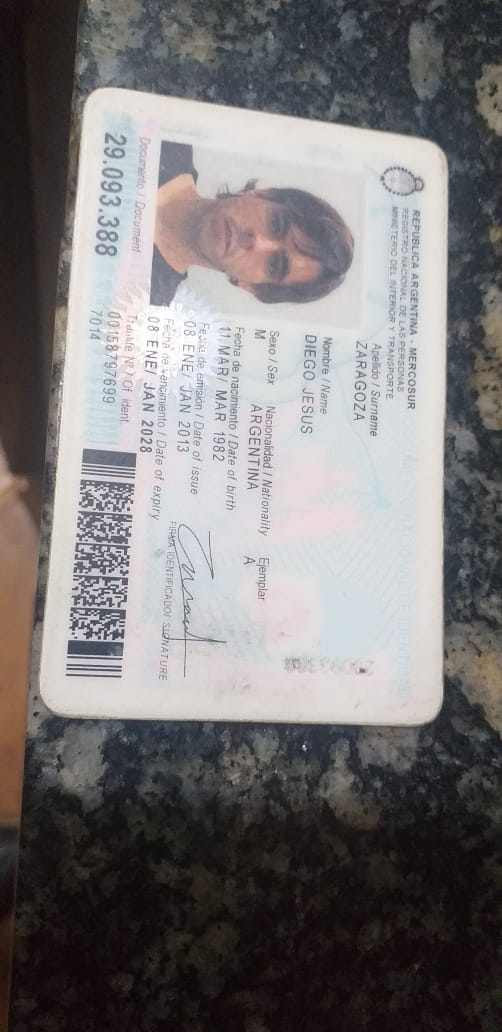 REPUBLICA ARGENTINA - MERCOSUR
REGISTRO NACIONAL DE LAS PERSONAS
MINISTERIO DEL INTERIOR Y TRANSPORTE
Apellido / Surname
ZARAGOZA
Nombre / Name
DIEGO JESUS
Sexo / Sex Nacionalidad / Nationality Ejemplar
M ARGENTINA A
Fecha de nacimiento / Date of birth
11 MAR/ MAR 1982
Fecha de emisión / Date of issue
08 ENE/ JAN 2013
Fecha de vencimiento / Date of expiry
08 ENE/ JAN 2028
FIRMA IDENTIFICADO/ SIGNATURE
Documento / Document
29.093.388
Trámite Nº / Of. ident.
00158797699
7014